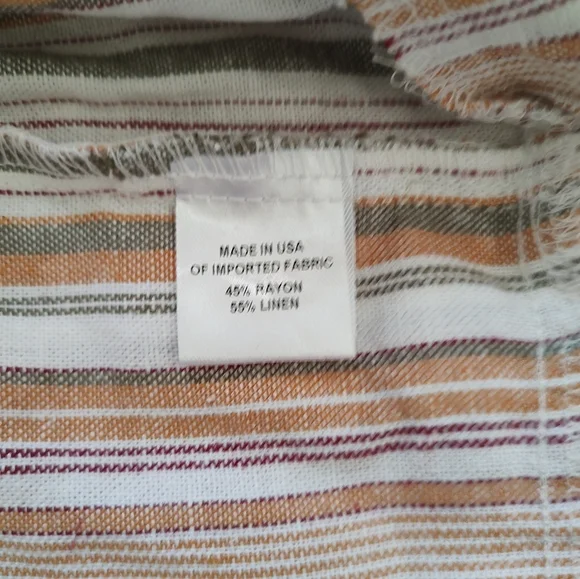 MADE IN USA
OF IMPORTED FABRIC
45% RAYON
55% LINEN